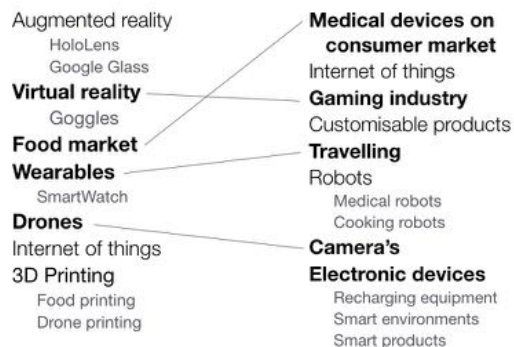 Augmented reality
HoloLens
Google Glass
Virtual reality
Goggles
Food market
Wearables
SmartWatch
Drones
Internet of things
3D Printing
Food printing
Drone printing
Medical devices on
consumer market
Internet of things
Gaming industry
Customisable products
Travelling
Robots
Medical robots
Cooking robots
Camera's
Electronic devices
Recharging equipment
Smart environments
Smart products